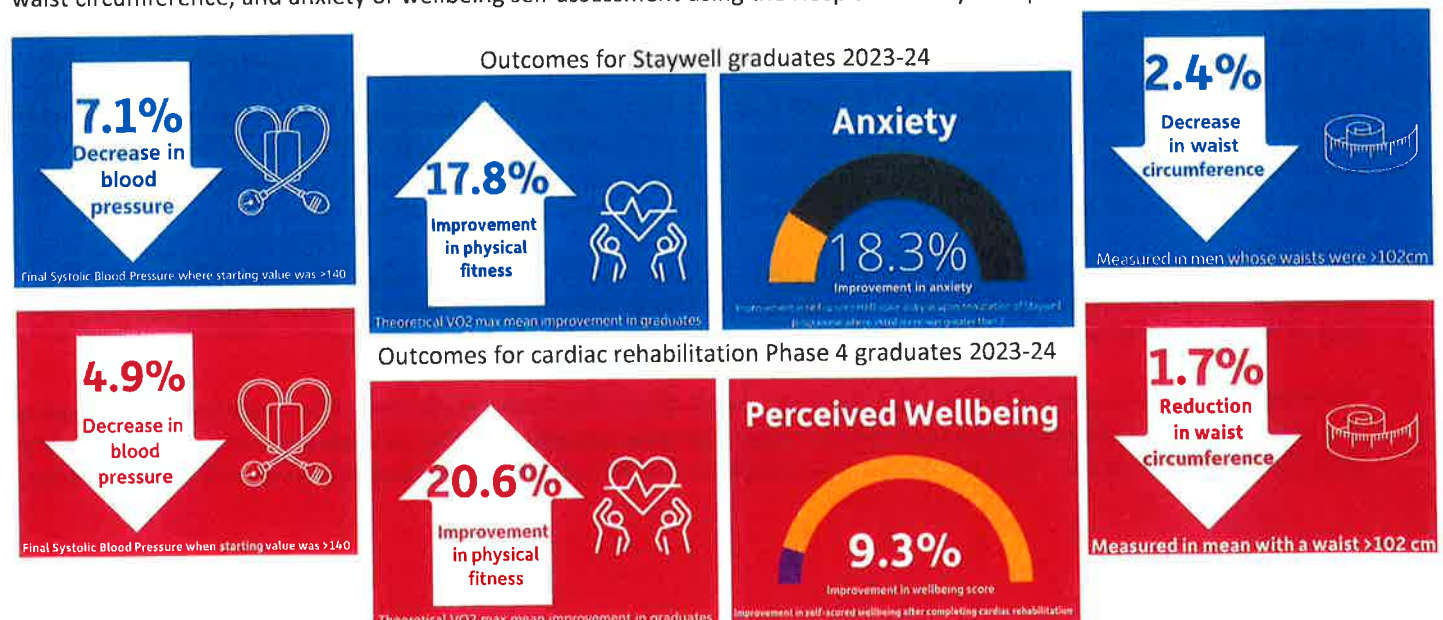 waist circumference, and anxiety or wellbeing self-assessment using the
Outcomes for Staywell graduates 2023-24
7.1%
Decrease in
blood
pressure
Final Systolic Blood Pressure where starting value was >140
17.8%
Improvement
in physical
fitness
Theoretical VO2 max mean improvement in graduates
Anxiety
18.3%
Improvement in anxiety
2.4%
Decrease
in waist
circumference
Measured in men whose waists were >102cm
Outcomes for cardiac rehabilitation Phase 4 graduates 2023-24
4.9%
Decrease in
blood
pressure
Final Systolic Blood Pressure when starting value was >140
20.6%
Improvement
in physical
fitness
Theoretical VO2 max mean improvement in graduates
Perceived Wellbeing
9.3%
Improvement in wellbeing score
Improvement in self-scored wellbeing after completing cardiac rehabilitation
1.7%
Reduction
in waist
circumference
Measured in mean with a waist >102 cm